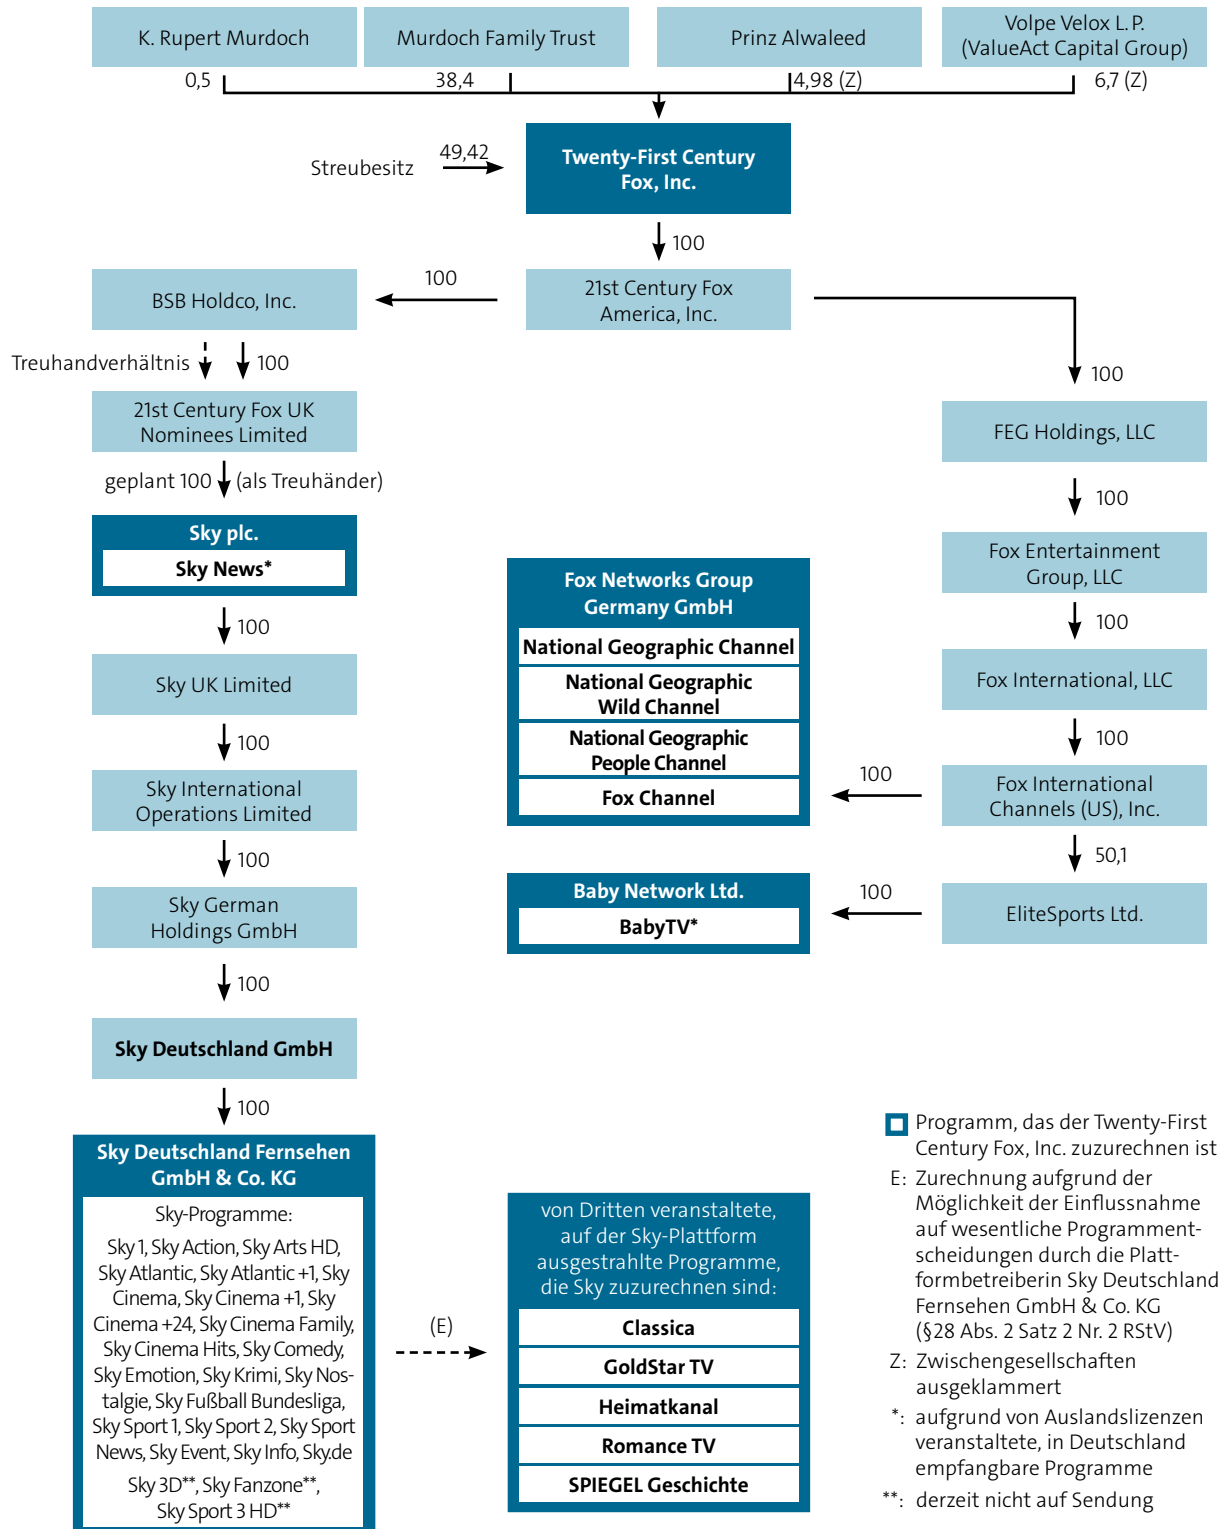 K. Rupert Murdoch
Murdoch Family Trust
Prinz Alwaleed
Volpe Velox L.P.
(ValueAct Capital Group)
0,5
38,4
4,98 (Z)
6,7 (Z)
Streubesitz
49,42
Twenty-First Century
Fox, Inc.
100
BSB Holdco, Inc.
100
21st Century Fox
America, Inc.
Treuhandverhältnis
100
100
21st Century Fox UK
Nominees Limited
FEG Holdings, LLC
geplant 100 (als Treuhänder)
100
Sky plc.
Sky News*
Fox Entertainment
Group, LLC
100
100
Sky UK Limited
Fox International, LLC
100
100
Sky International
Operations Limited
Fox Networks Group
Germany GmbH
National Geographic Channel
National Geographic
Wild Channel
National Geographic
People Channel
Fox Channel
100
Fox International
Channels (US), Inc.
100
50,1
Sky German
Holdings GmbH
Baby Network Ltd.
BabyTV*
100
EliteSports Ltd.
100
Sky Deutschland GmbH
100
Sky Deutschland Fernsehen
GmbH & Co. KG
Sky-Programme:
Sky 1, Sky Action, Sky Arts HD,
Sky Atlantic, Sky Atlantic +1, Sky
Cinema, Sky Cinema +1, Sky
Cinema +24, Sky Cinema Family,
Sky Cinema Hits, Sky Comedy,
Sky Emotion, Sky Krimi, Sky Nos-
talgie, Sky Fußball Bundesliga,
Sky Sport 1, Sky Sport 2, Sky Sport
News, Sky Event, Sky Info, Sky.de
Sky 3D**, Sky Fanzone**,
Sky Sport 3 HD**
(E)
von Dritten veranstaltete,
auf der Sky-Plattform
ausgestrahlte Programme,
die Sky zuzurechnen sind:
Classica
GoldStar TV
Heimatkanal
Romance TV
SPIEGEL Geschichte
Programm, das der Twenty-First
Century Fox, Inc. zuzurechnen ist
E: Zurechnung aufgrund der
Möglichkeit der Einflussnahme
auf wesentliche Programment-
scheidungen durch die Platt-
formbetreiberin Sky Deutschland
Fernsehen GmbH & Co. KG
(§28 Abs. 2 Satz 2 Nr. 2 RStV)
Z: Zwischengesellschaften
ausgeklammert
*: aufgrund von Auslandslizenzen
veranstaltete, in Deutschland
empfangbare Programme
**: derzeit nicht auf Sendung